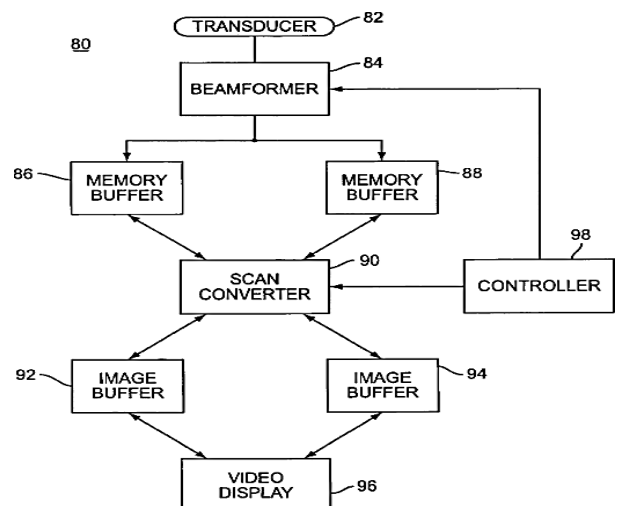 TRANSDUCER
82
80
84
BEAMFORMER
86
MEMORY
BUFFER
MEMORY
BUFFER
88
90
98
SCAN
CONVERTER
CONTROLLER
92
IMAGE
BUFFER
IMAGE
BUFFER
94
VIDEO
DISPLAY
96